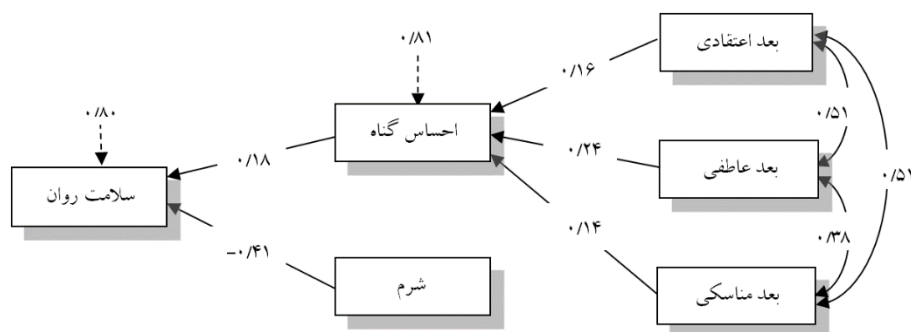 بعد اعتقادی
۰/۸۱
۰/۱۶
۰/۸۰
احساس گناه
۰/۵۱
۰/۱۸
۰/۲۴
بعد عاطفی
۰/۵۱
سلامت روان
۰/۱۴
۰/۳۸
−۰/۴۱
شرم
بعد مناسکی